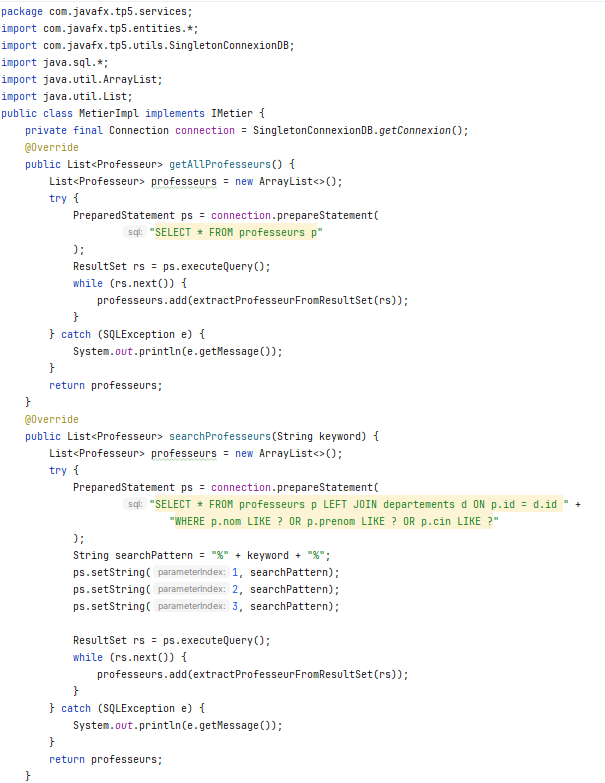 package com.javafx.tp5.services;
import com.javafx.tp5.entities.*;
import com.javafx.tp5.utils.SingletonConnexionDB;
import java.sql.*;
import java.util.ArrayList;
import java.util.List;
public class MetierImpl implements IMetier {
    private final Connection connection = SingletonConnexionDB.getConnexion();
    @Override
    public List<Professeur> getAllProfesseurs() {
        List<Professeur> professeurs = new ArrayList<>();
        try {
            PreparedStatement ps = connection.prepareStatement(
                    sql: "SELECT * FROM professeurs p"
            );
            ResultSet rs = ps.executeQuery();
            while (rs.next()) {
                professeurs.add(extractProfesseurFromResultSet(rs));
            }
        } catch (SQLException e) {
            System.out.println(e.getMessage());
        }
        return professeurs;
    }
    @Override
    public List<Professeur> searchProfesseurs(String keyword) {
        List<Professeur> professeurs = new ArrayList<>();
        try {
            PreparedStatement ps = connection.prepareStatement(
                    sql: "SELECT * FROM professeurs p LEFT JOIN departements d ON p.id = d.id " +
                            "WHERE p.nom LIKE ? OR p.prenom LIKE ? OR p.cin LIKE ?"
            );
            String searchPattern = "%" + keyword + "%";
            ps.setString( parameterIndex: 1, searchPattern);
            ps.setString( parameterIndex: 2, searchPattern);
            ps.setString( parameterIndex: 3, searchPattern);

            ResultSet rs = ps.executeQuery();
            while (rs.next()) {
                professeurs.add(extractProfesseurFromResultSet(rs));
            }
        } catch (SQLException e) {
            System.out.println(e.getMessage());
        }
        return professeurs;
    }